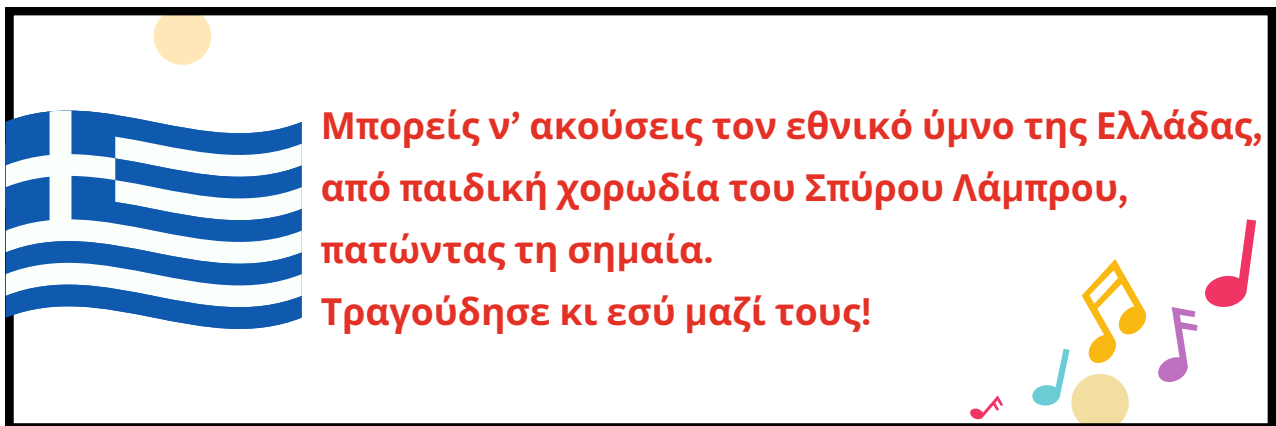 Μπορείς ν’ ακούσεις τον εθνικό ύμνο της Ελλάδας,
από παιδική χορωδία του Σπύρου Λάμπρου,
πατώντας τη σημαία.
Τραγούδησε κι εσύ μαζί τους!